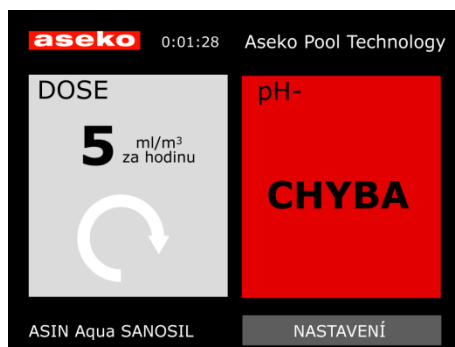 aseko 0:01:28 Aseko Pool Technology
DOSE
5 ml/m³
za hodinu
pH-
CHYBA
ASIN Aqua SANOSIL
NASTAVENÍ